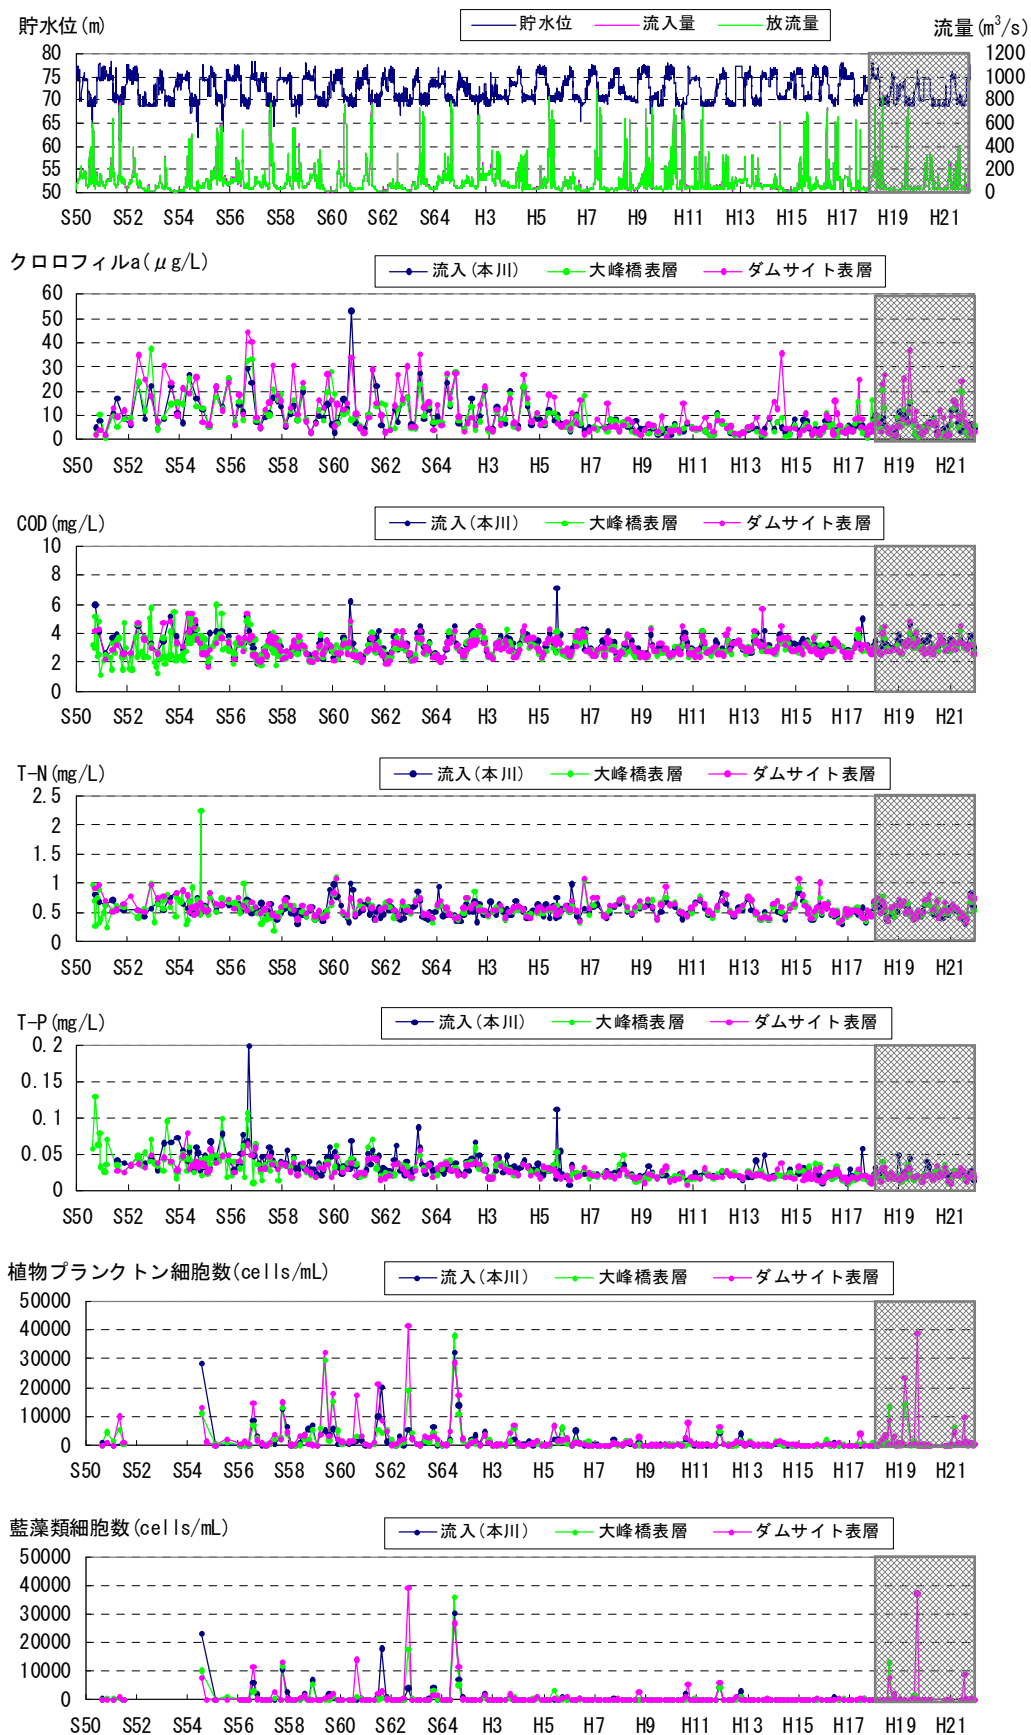 貯水位(m)
貯水位 流入量 放流量
流量(m³/s)
80
75
70
65
60
55
50
1200
1000
800
600
400
200
0
S50 S52 S54 S56 S58 S60 S62 S64 H3 H5 H7 H9 H11 H13 H15 H17 H19 H21
クロロフィルa(μg/L)
流入(本川) 大峰橋表層 ダムサイト表層
60
50
40
30
20
10
0
S50 S52 S54 S56 S58 S60 S62 S64 H3 H5 H7 H9 H11 H13 H15 H17 H19 H21
COD(mg/L)
流入(本川) 大峰橋表層 ダムサイト表層
10
8
6
4
2
0
S50 S52 S54 S56 S58 S60 S62 S64 H3 H5 H7 H9 H11 H13 H15 H17 H19 H21
T-N(mg/L)
流入(本川) 大峰橋表層 ダムサイト表層
2.5
2
1.5
1
0.5
0
S50 S52 S54 S56 S58 S60 S62 S64 H3 H5 H7 H9 H11 H13 H15 H17 H19 H21
T-P(mg/L)
流入(本川) 大峰橋表層 ダムサイト表層
0.2
0.15
0.1
0.05
0
S50 S52 S54 S56 S58 S60 S62 S64 H3 H5 H7 H9 H11 H13 H15 H17 H19 H21
植物プランクトン細胞数(cells/mL)
流入(本川) 大峰橋表層 ダムサイト表層
50000
40000
30000
20000
10000
0
S50 S52 S54 S56 S58 S60 S62 S64 H3 H5 H7 H9 H11 H13 H15 H17 H19 H21
藍藻類細胞数(cells/mL)
流入(本川) 大峰橋表層 ダムサイト表層
50000
40000
30000
20000
10000
0
S50 S52 S54 S56 S58 S60 S62 S64 H3 H5 H7 H9 H11 H13 H15 H17 H19 H21